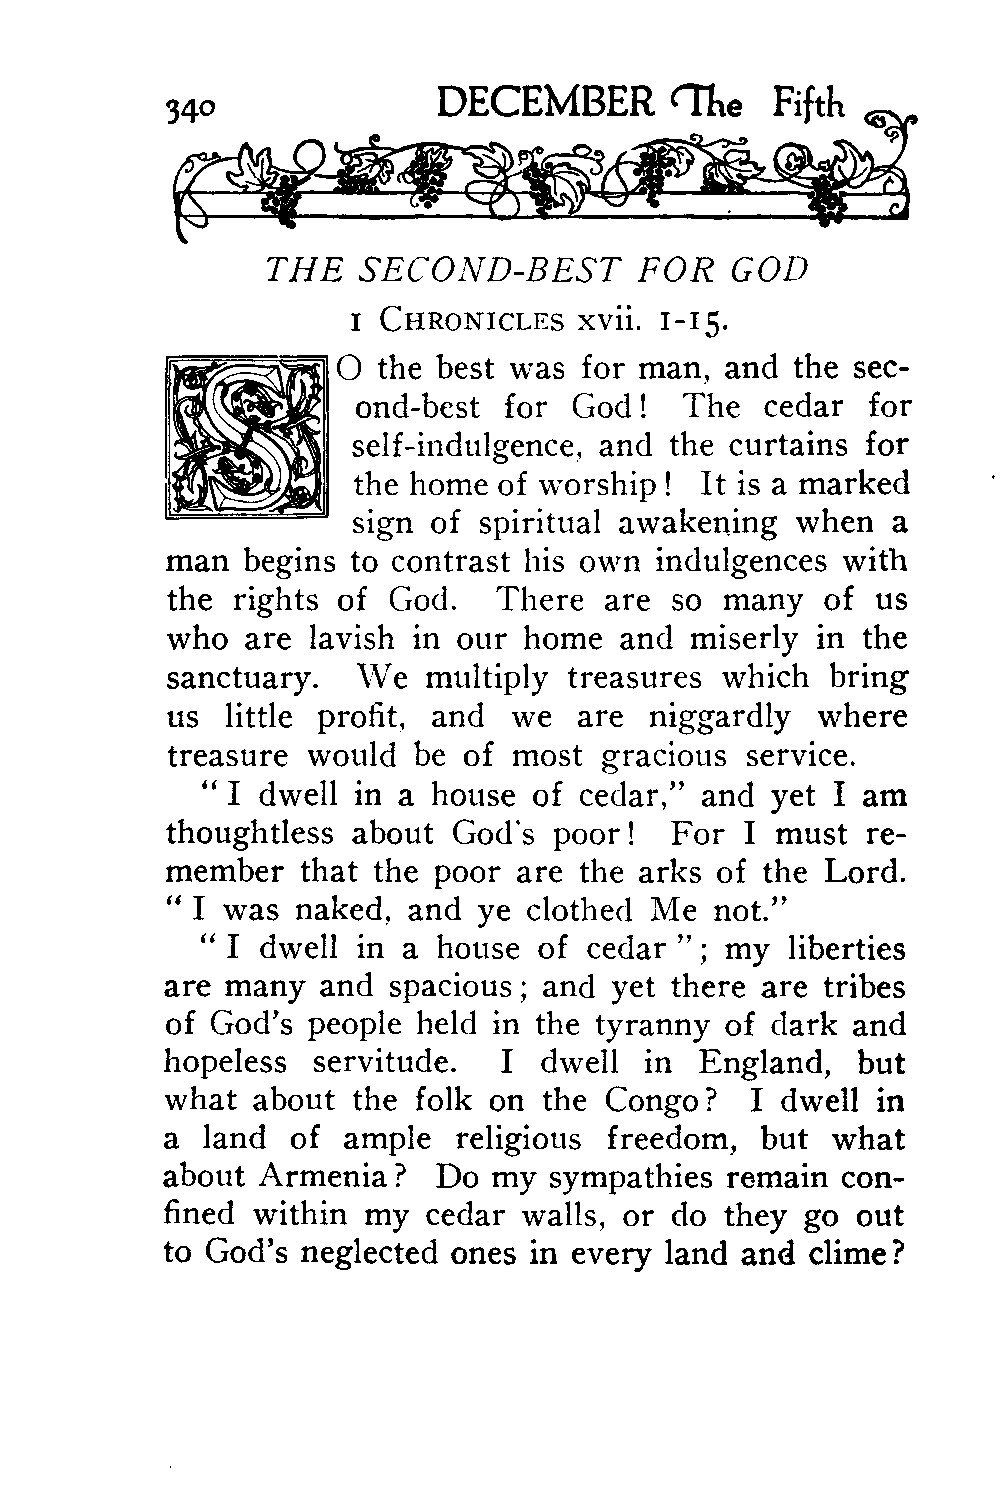 340 DECEMBER The Fifth
THE SECOND-BEST FOR GOD
1 CHRONICLES xvii. 1-15.
SO the best was for man, and the sec-
ond-best for God! The cedar for
self-indulgence, and the curtains for
the home of worship! It is a marked
sign of spiritual awakening when a
man begins to contrast his own indulgences with
the rights of God. There are so many of us
who are lavish in our home and miserly in the
sanctuary. We multiply treasures which bring
us little profit, and we are niggardly where
treasure would be of most gracious service.
“I dwell in a house of cedar,” and yet I am
thoughtless about God's poor! For I must re-
member that the poor are the arks of the Lord.
“I was naked, and ye clothed Me not.”
“I dwell in a house of cedar”; my liberties
are many and spacious; and yet there are tribes
of God's people held in the tyranny of dark and
hopeless servitude. I dwell in England, but
what about the folk on the Congo? I dwell in
a land of ample religious freedom, but what
about Armenia? Do my sympathies remain con-
fined within my cedar walls, or do they go out
to God's neglected ones in every land and clime?